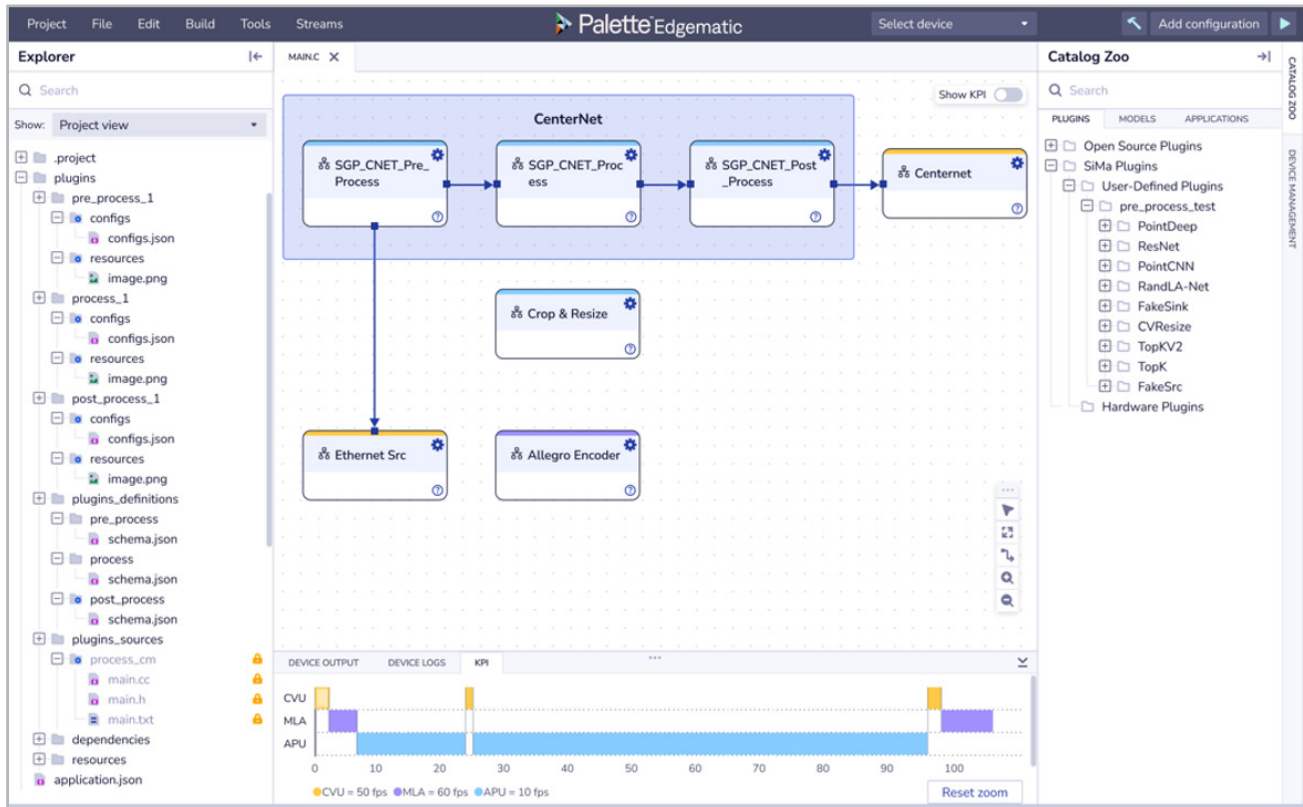 Project File Edit Build Tools Streams
Palette Edgematic
Select device
Add configuration
Explorer
Search
Show: Project view
.project
plugins
pre_process_1
configs
configs.json
resources
image.png
process_1
configs
configs.json
resources
image.png
post_process_1
configs
configs.json
resources
image.png
plugins_definitions
pre_process
schema.json
process
schema.json
post_process
schema.json
plugins_sources
process_cm
main.cc
main.h
main.txt
dependencies
resources
application.json
MAIN.C
Show KPI
CenterNet
SGP_CNET_Pre_
Process
SGP_CNET_Proc
ess
SGP_CNET_Post
_Process
Centernet
Crop & Resize
Ethernet Src
Allegro Encoder
DEVICE OUTPUT DEVICE LOGS KPI
CVU
MLA
APU
0 10 20 30 40 50 60 70 80 90 100
CVU = 50 fps MLA = 60 fps APU = 10 fps
Reset zoom
Catalog Zoo
Search
PLUGINS MODELS APPLICATIONS
Open Source Plugins
SiMa Plugins
User-Defined Plugins
pre_process_test
PointDeep
ResNet
PointCNN
RandLA-Net
FakeSink
CVResize
TopKV2
TopK
FakeSrc
Hardware Plugins
CATALOG ZOO
DEVICE MANAGEMENT